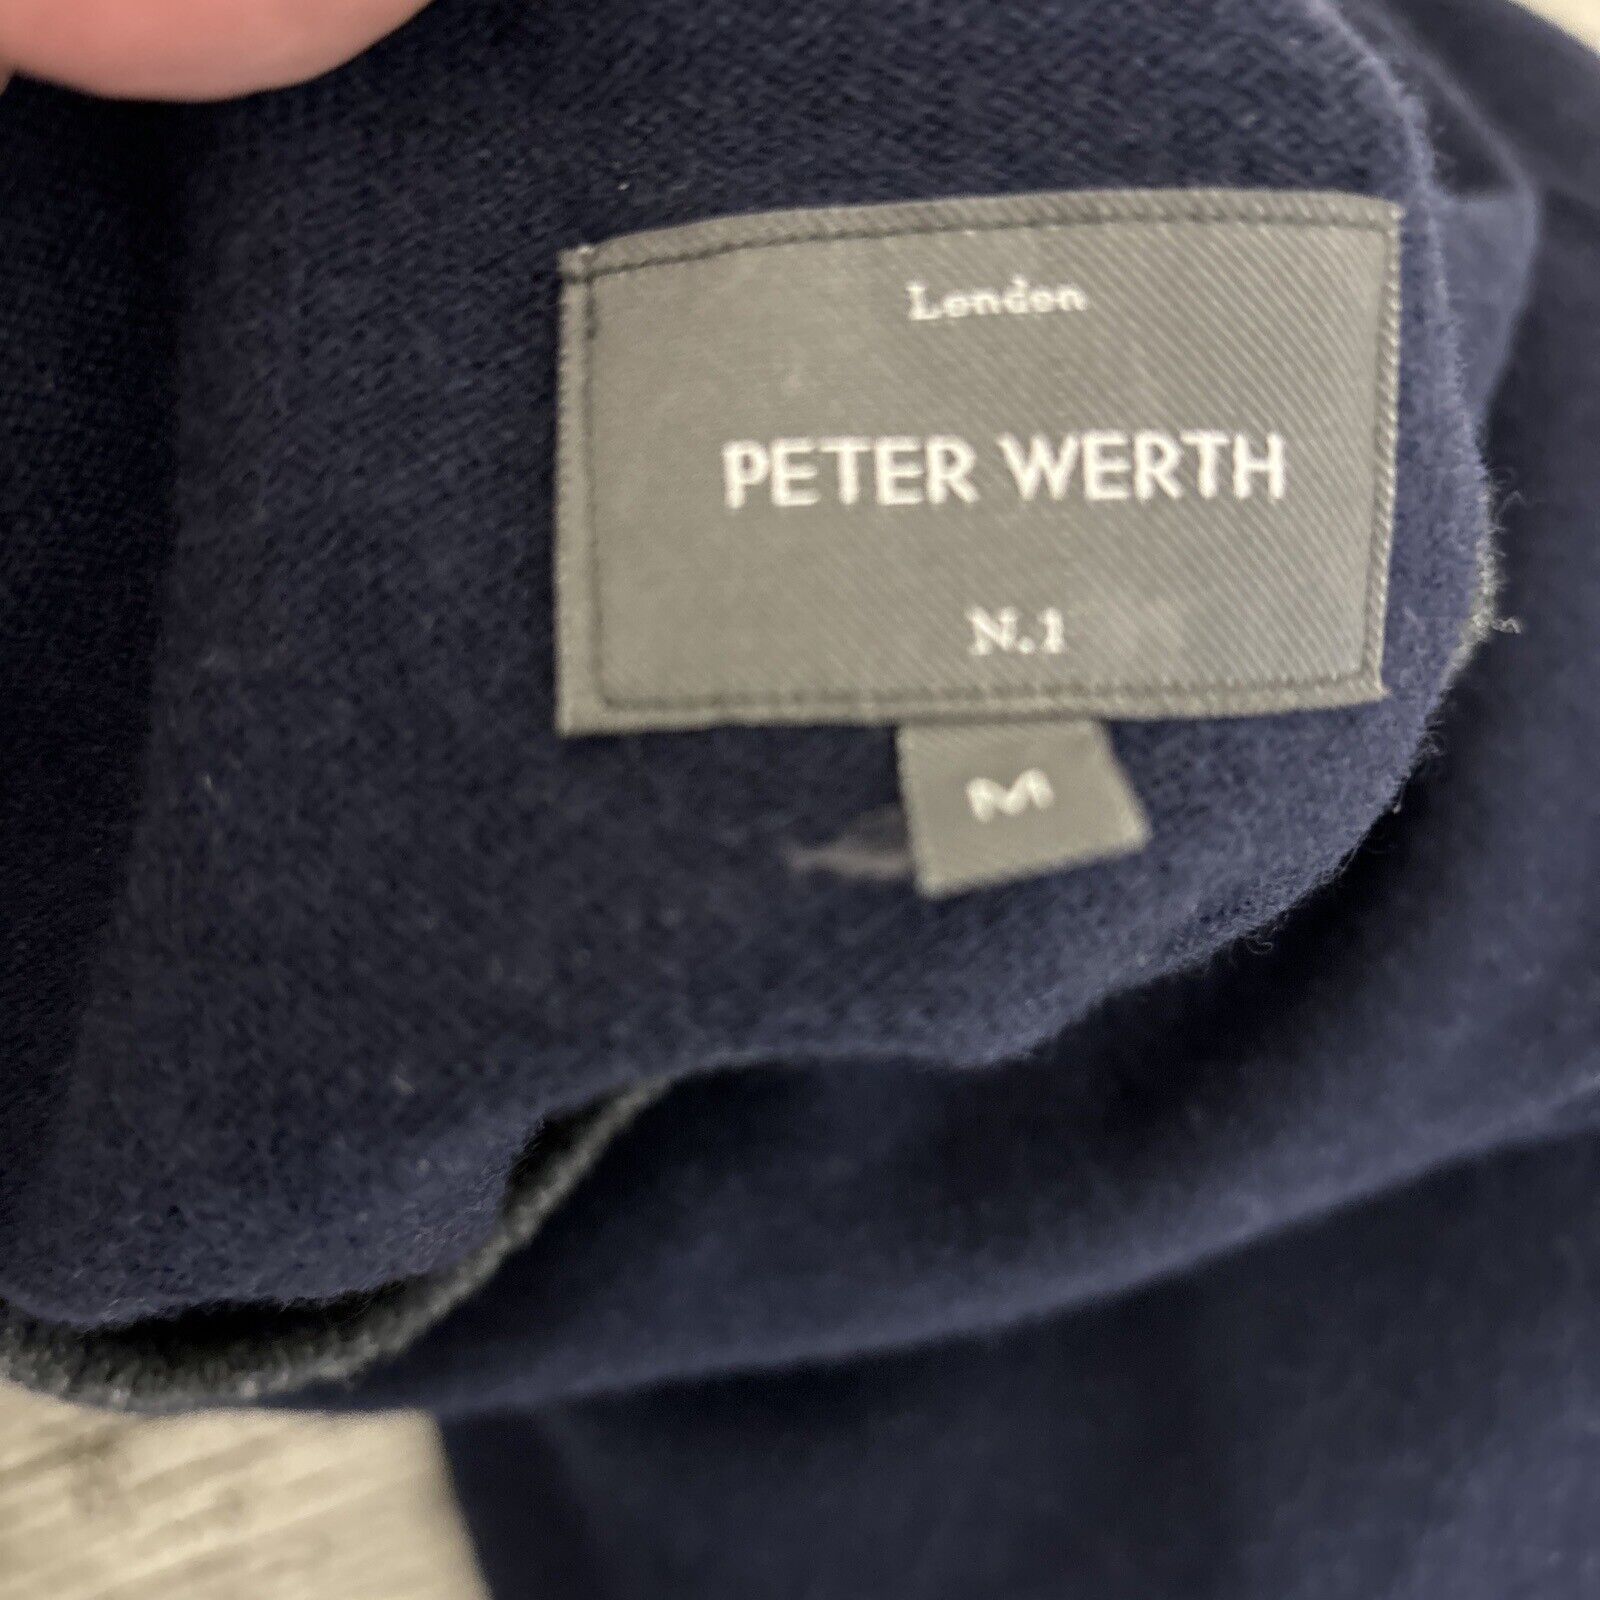 London
PETER WERTH
N.1
M